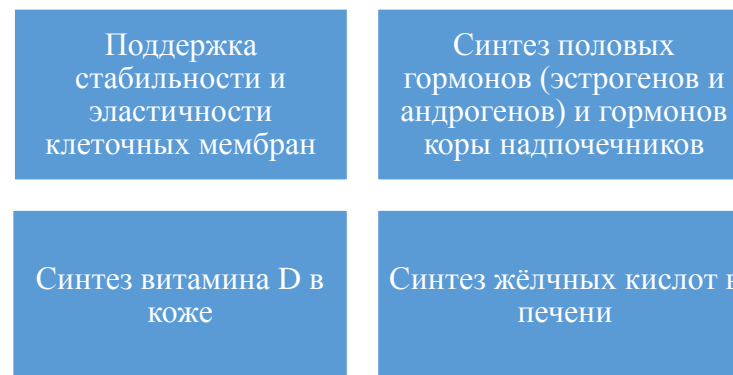 Поддержка
стабильности и
эластичности
клеточных мембран
Синтез половых
гормонов (эстрогенов и
андрогенов) и гормонов
коры надпочечников
Синтез витамина D в
коже
Синтез жёлчных кислот в
печени